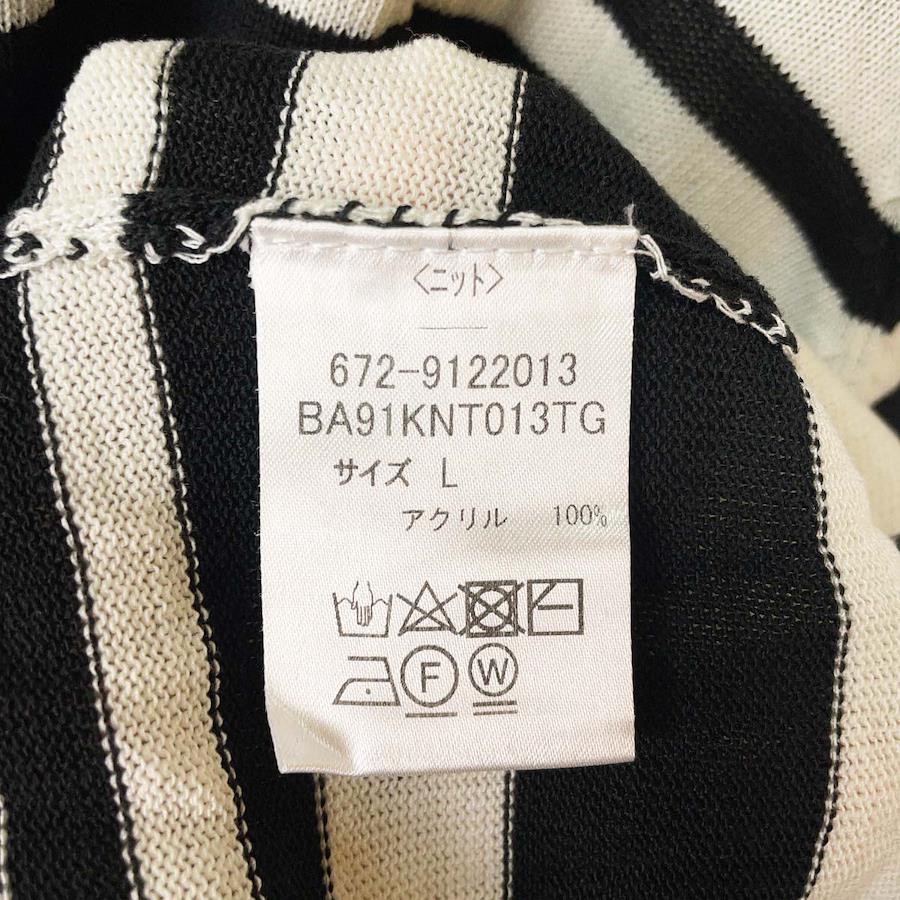 〈ニット〉
672-9122013
BA91KNT013TG
サイズ L
アクリル 100%
F W